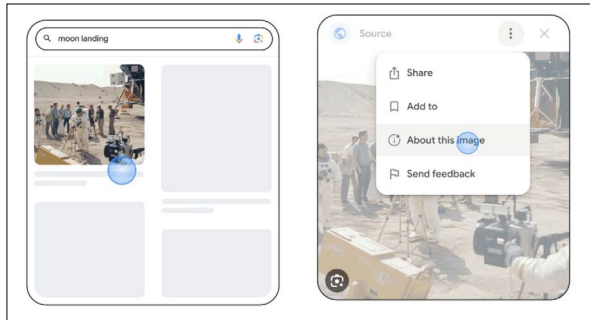 moon landing
Source
Share
Add to
About this image
Send feedback